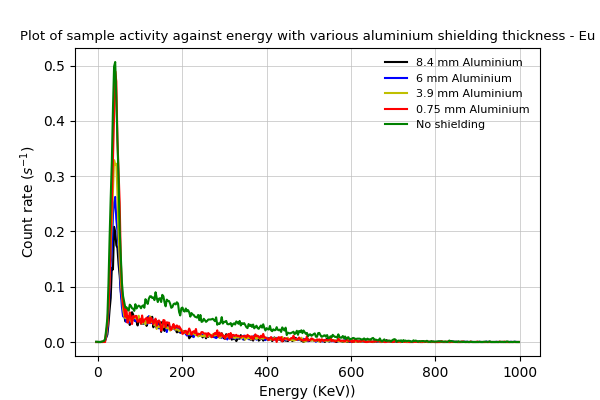 Plot of sample activity against energy with various aluminium shielding thickness - Eu
8.4 mm Aluminium
6 mm Aluminium
3.9 mm Aluminium
0.75 mm Aluminium
No shielding
Count rate (s⁻¹)
0.5
0.4
0.3
0.2
0.1
0.0
0 200 400 600 800 1000
Energy (KeV))